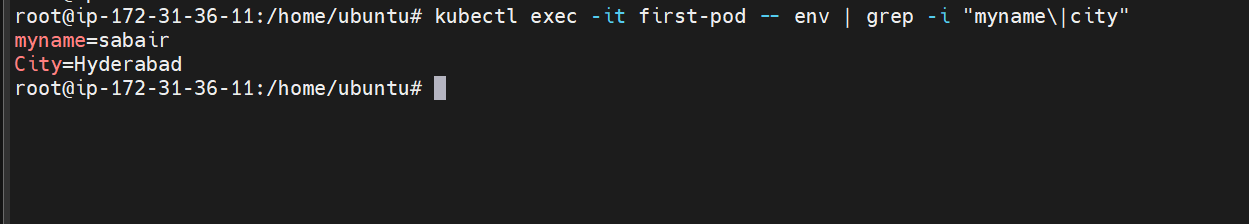 root@ip-172-31-36-11:/home/ubuntu# kubectl exec -it first-pod -- env | grep -i "myname\|city"
myname=sabair
City=Hyderabad
root@ip-172-31-36-11:/home/ubuntu#